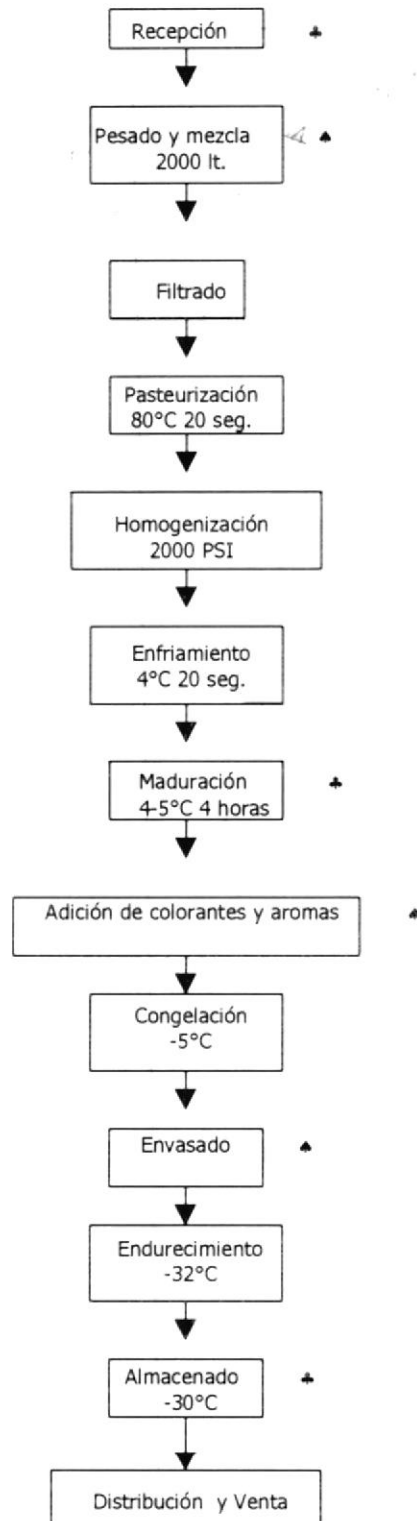 Recepción ♣
Pesado y mezcla ♠
2000 lt.
Filtrado
Pasteurización
80°C 20 seg.
Homogenización
2000 PSI
Enfriamiento
4°C 20 seg.
Maduración ♣
4-5°C 4 horas
Adición de colorantes y aromas ♠
Congelación
-5°C
Envasado ♠
Endurecimiento
-32°C
Almacenado ♣
-30°C
Distribución y Venta